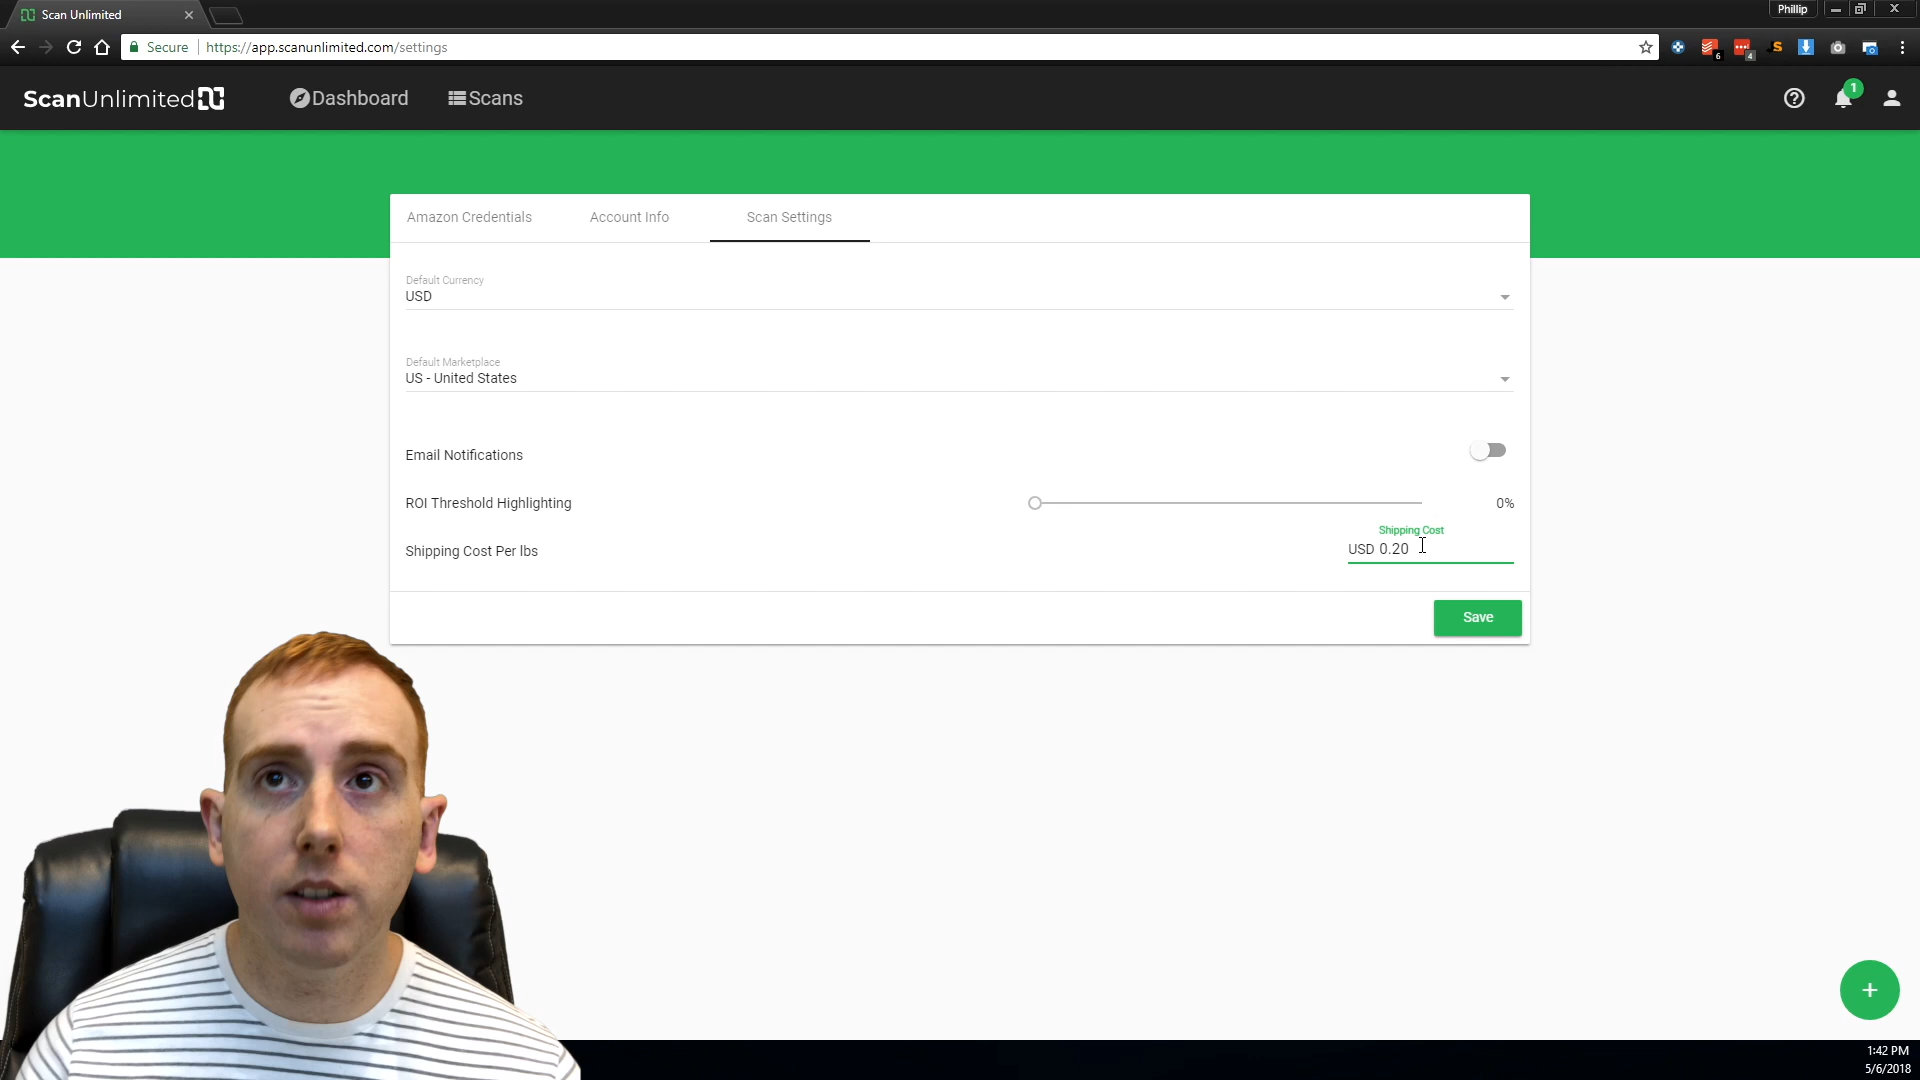 Scan Unlimited
Phillip
Secure https://app.scanunlimited.com/settings
6
4
S
ScanUnlimited
Dashboard
Scans
1
Amazon Credentials
Account Info
Scan Settings
Default Currency
USD
Default Marketplace
US - United States
Email Notifications
ROI Threshold Highlighting
0%
Shipping Cost
Shipping Cost Per lbs
USD 0.20
Save
+
1:42 PM
5/6/2018